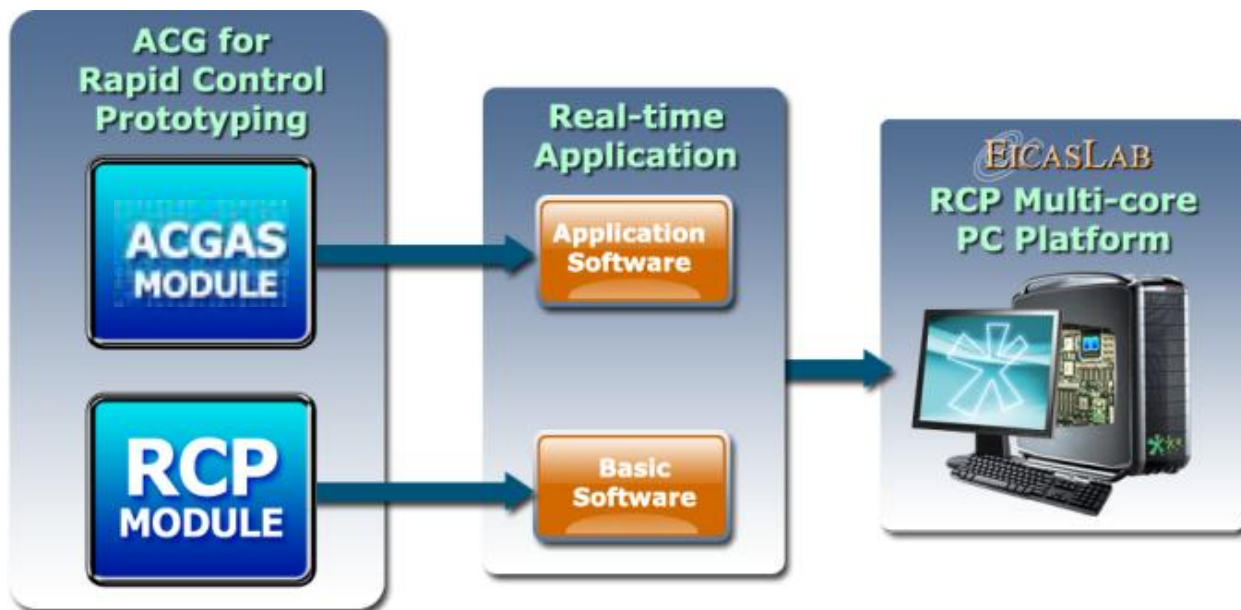 ACG for
Rapid Control
Prototyping
ACGAS
MODULE
RCP
MODULE
Real-time
Application
Application
Software
Basic
Software
EICASLAB
RCP Multi-core
PC Platform